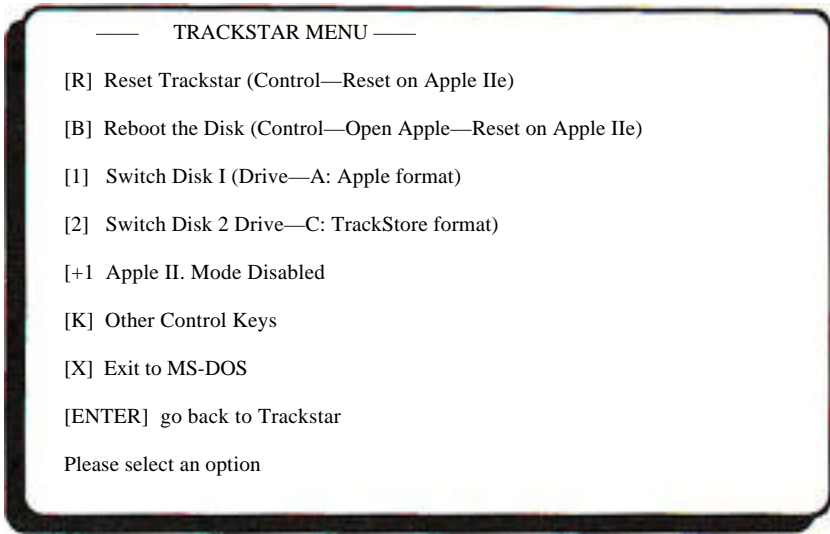 —— TRACKSTAR MENU ——
[R] Reset Trackstar (Control—Reset on Apple IIe)
[B] Reboot the Disk (Control—Open Apple—Reset on Apple IIe)
[1] Switch Disk I (Drive—A: Apple format)
[2] Switch Disk 2 Drive—C: TrackStore format)
[+1 Apple II. Mode Disabled
[K] Other Control Keys
[X] Exit to MS-DOS
[ENTER] go back to Trackstar
Please select an option